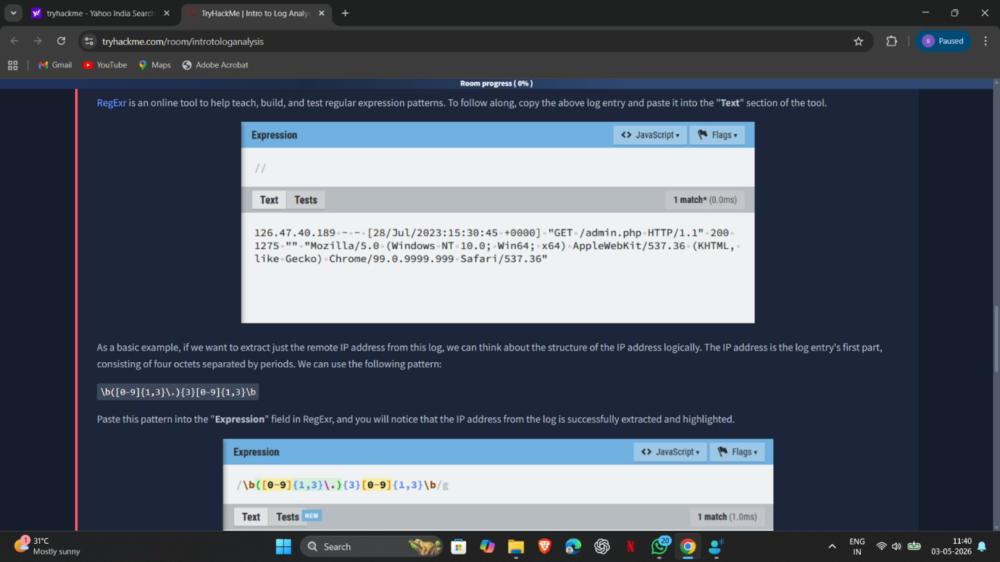 tryhackme - Yahoo India Search
TryHackMe | Intro to Log Analys
tryhackme.com/room/introtologanalysis
S Paused
Gmail YouTube Maps Adobe Acrobat
Room progress ( 0% )
RegExr is an online tool to help teach, build, and test regular expression patterns. To follow along, copy the above log entry and paste it into the "Text" section of the tool.
Expression <> JavaScript Flags
//
Text Tests 1 match* (0.0ms)
126.47.40.189 - - [28/Jul/2023:15:30:45 +0000] "GET /admin.php HTTP/1.1" 200
1275 "" "Mozilla/5.0 (Windows NT 10.0; Win64; x64) AppleWebKit/537.36 (KHTML,
like Gecko) Chrome/99.0.9999.999 Safari/537.36"
As a basic example, if we want to extract just the remote IP address from this log, we can think about the structure of the IP address logically. The IP address is the log entry's first part,
consisting of four octets separated by periods. We can use the following pattern:
\b([0-9]{1,3}\.){3}[0-9]{1,3}\b
Paste this pattern into the "Expression" field in RegExr, and you will notice that the IP address from the log is successfully extracted and highlighted.
Expression <> JavaScript Flags
/\b([0-9]{1,3}\.){3}[0-9]{1,3}\b/g
Text Tests NEW 1 match (1.0ms)
1 31°C
Mostly sunny
Search
20
ENG
IN
11:40
03-05-2026